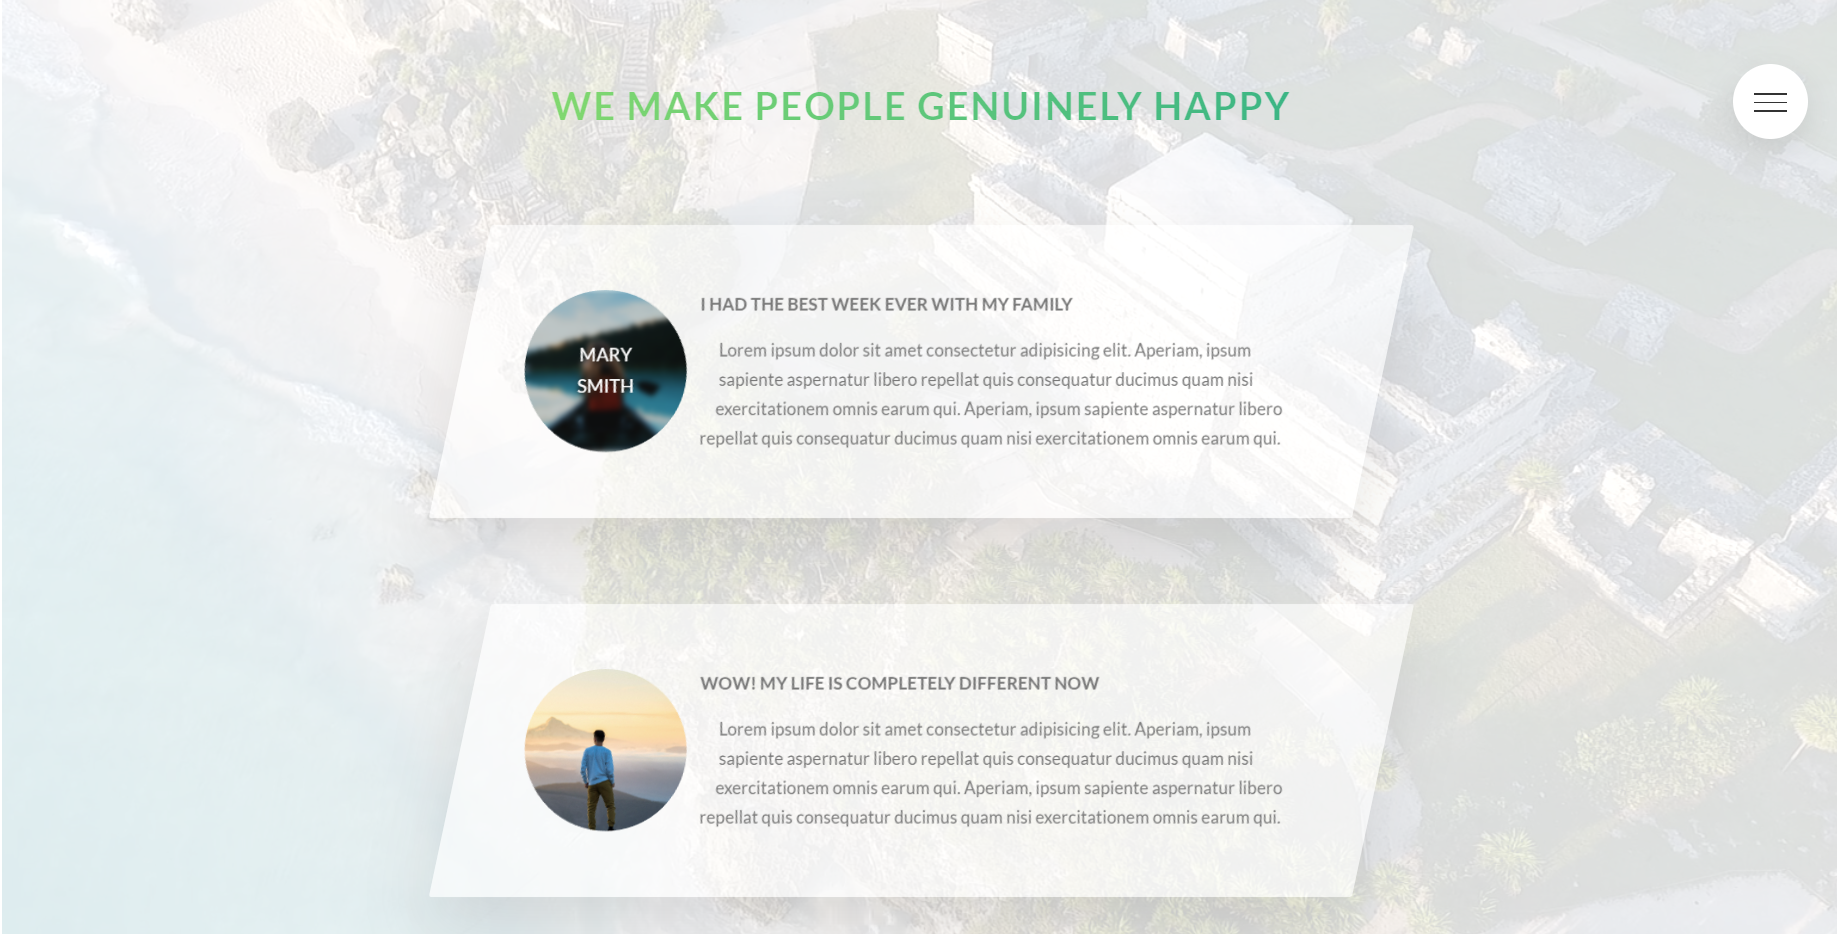 WE MAKE PEOPLE GENUINELY HAPPY
MARY
SMITH
I HAD THE BEST WEEK EVER WITH MY FAMILY
Lorem ipsum dolor sit amet consectetur adipisicing elit. Aperiam, ipsum
sapiente aspernatur libero repellat quis consequatur ducimus quam nisi
exercitationem omnis earum qui. Aperiam, ipsum sapiente aspernatur libero
repellat quis consequatur ducimus quam nisi exercitationem omnis earum qui.
WOW! MY LIFE IS COMPLETELY DIFFERENT NOW
Lorem ipsum dolor sit amet consectetur adipisicing elit. Aperiam, ipsum
sapiente aspernatur libero repellat quis consequatur ducimus quam nisi
exercitationem omnis earum qui. Aperiam, ipsum sapiente aspernatur libero
repellat quis consequatur ducimus quam nisi exercitationem omnis earum qui.